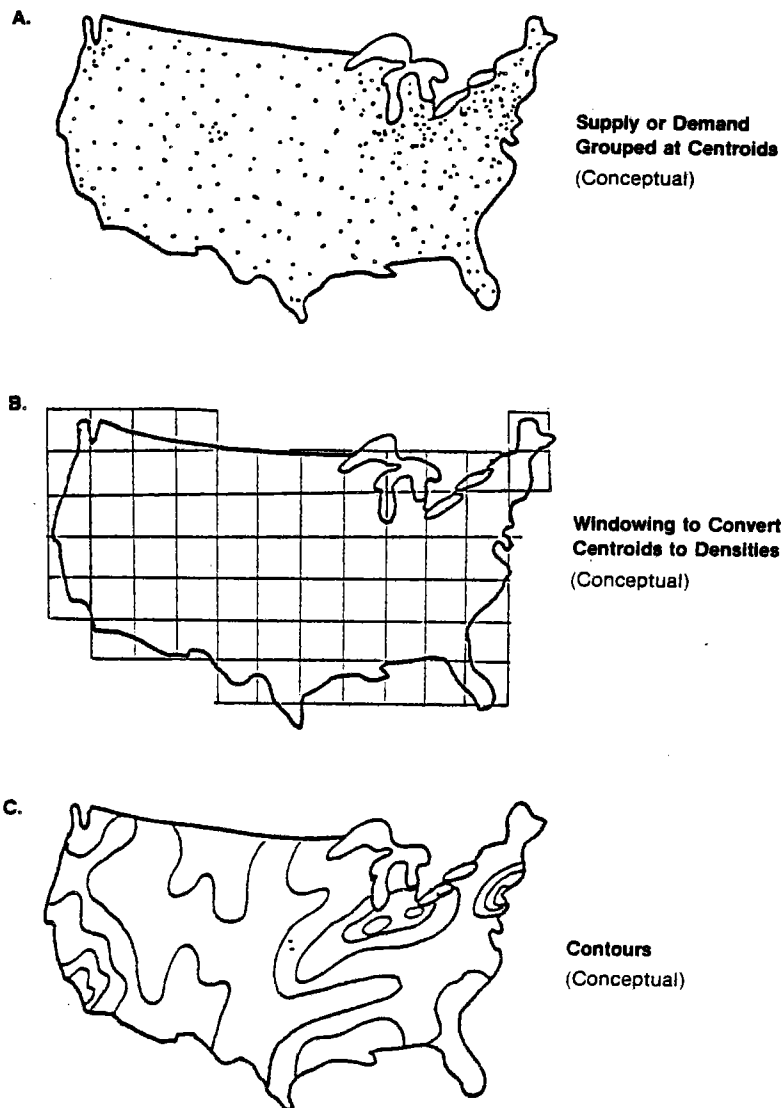 A.
Supply or Demand
Grouped at Centroids
(Conceptual)
B.
Windowing to Convert
Centroids to Densities
(Conceptual)
C.
Contours
(Conceptual)